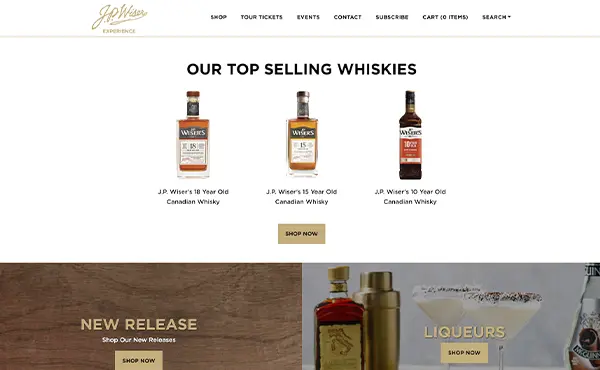 J.P. Wiser
EXPERIENCE
SHOP TOUR TICKETS EVENTS CONTACT SUBSCRIBE CART (0 ITEMS) SEARCH
OUR TOP SELLING WHISKIES
WISER'S
18
WISER'S
15
WISER'S
10
J.P. Wiser's 18 Year Old
Canadian Whisky
J.P. Wiser's 15 Year Old
Canadian Whisky
J.P. Wiser's 10 Year Old
Canadian Whisky
SHOP NOW
NEW RELEASE
Shop Our New Releases
SHOP NOW
LIQUEURS
SHOP NOW